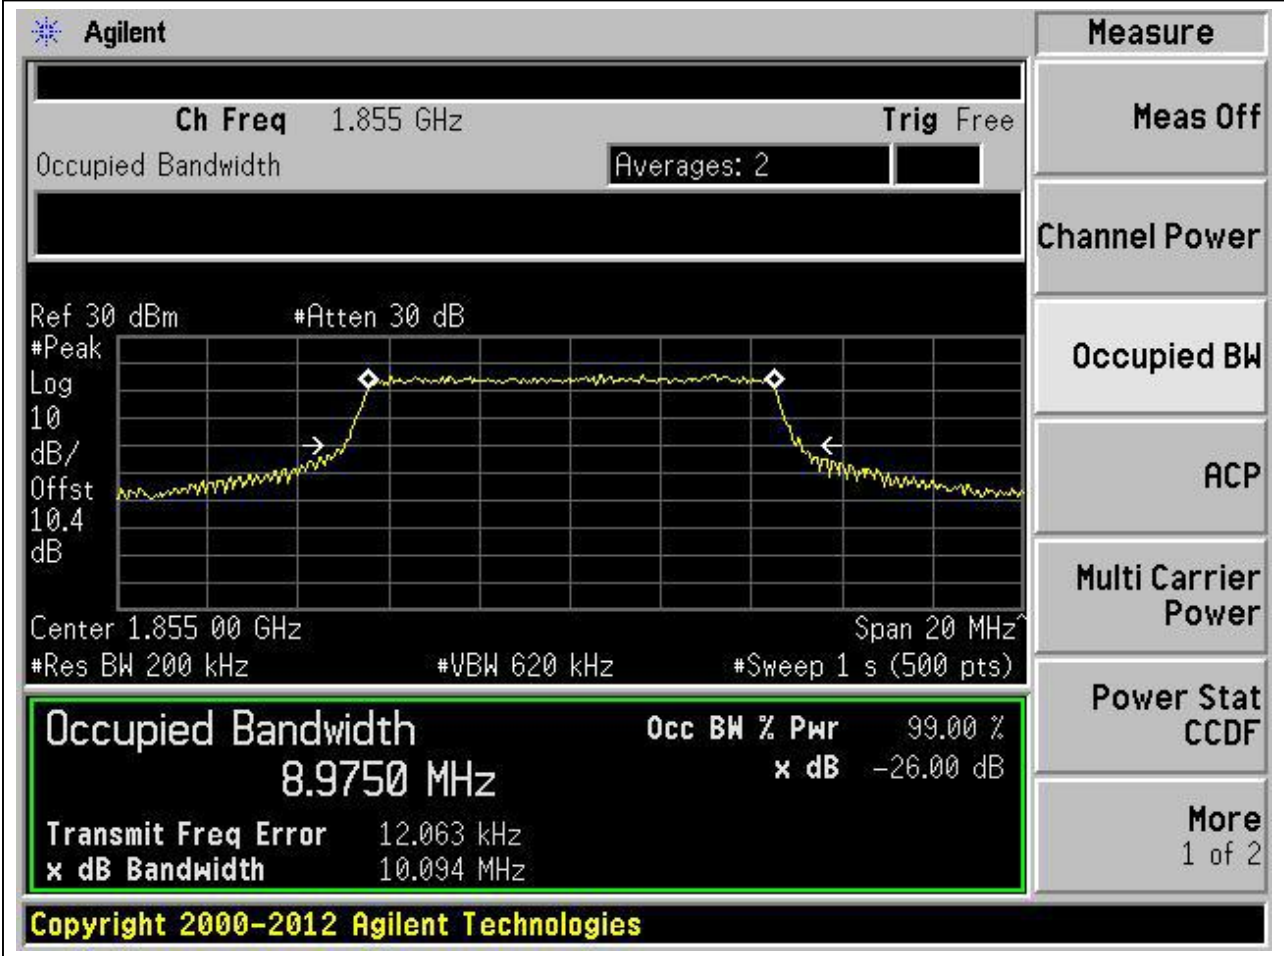 Agilent
Measure
Ch Freq 1.855 GHz Trig Free
Occupied Bandwidth Averages: 2
Meas Off
Channel Power
Occupied BW
ACP
Multi Carrier
Power
Power Stat
CCDF
More
1 of 2
Ref 30 dBm #Atten 30 dB
#Peak
Log
10
dB/
Offst
10.4
dB
Center 1.855 00 GHz Span 20 MHz^
#Res BW 200 kHz #VBW 620 kHz #Sweep 1 s (500 pts)
Occupied Bandwidth Occ BW % Pwr 99.00 %
8.9750 MHz x dB -26.00 dB
Transmit Freq Error 12.063 kHz
x dB Bandwidth 10.094 MHz
Copyright 2000-2012 Agilent Technologies